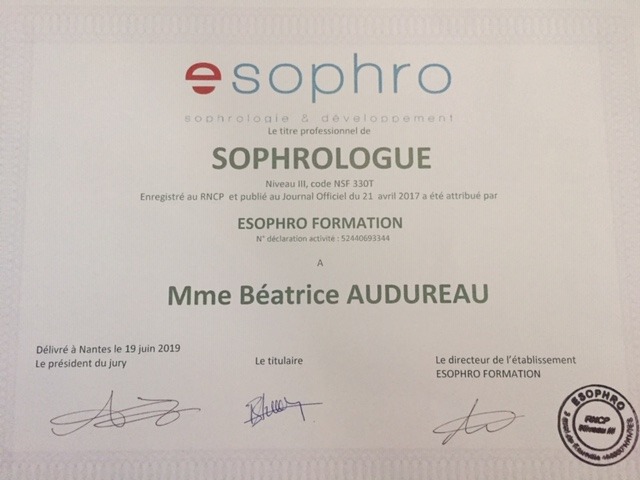 esophro
sophrologie & développement
Le titre professionnel de
SOPHROLOGUE
Niveau III, code NSF 330T
Enregistré au RNCP et publié au Journal Officiel du 21 avril 2017 a été attribué par
ESOPHRO FORMATION
N° déclaration activité : 52440693344
A
Mme Béatrice AUDUREAU
Délivré à Nantes le 19 juin 2019
Le président du jury
Le titulaire
Le directeur de l'établissement
ESOPHRO FORMATION
ESOPHRO
RNCP
Niveau III